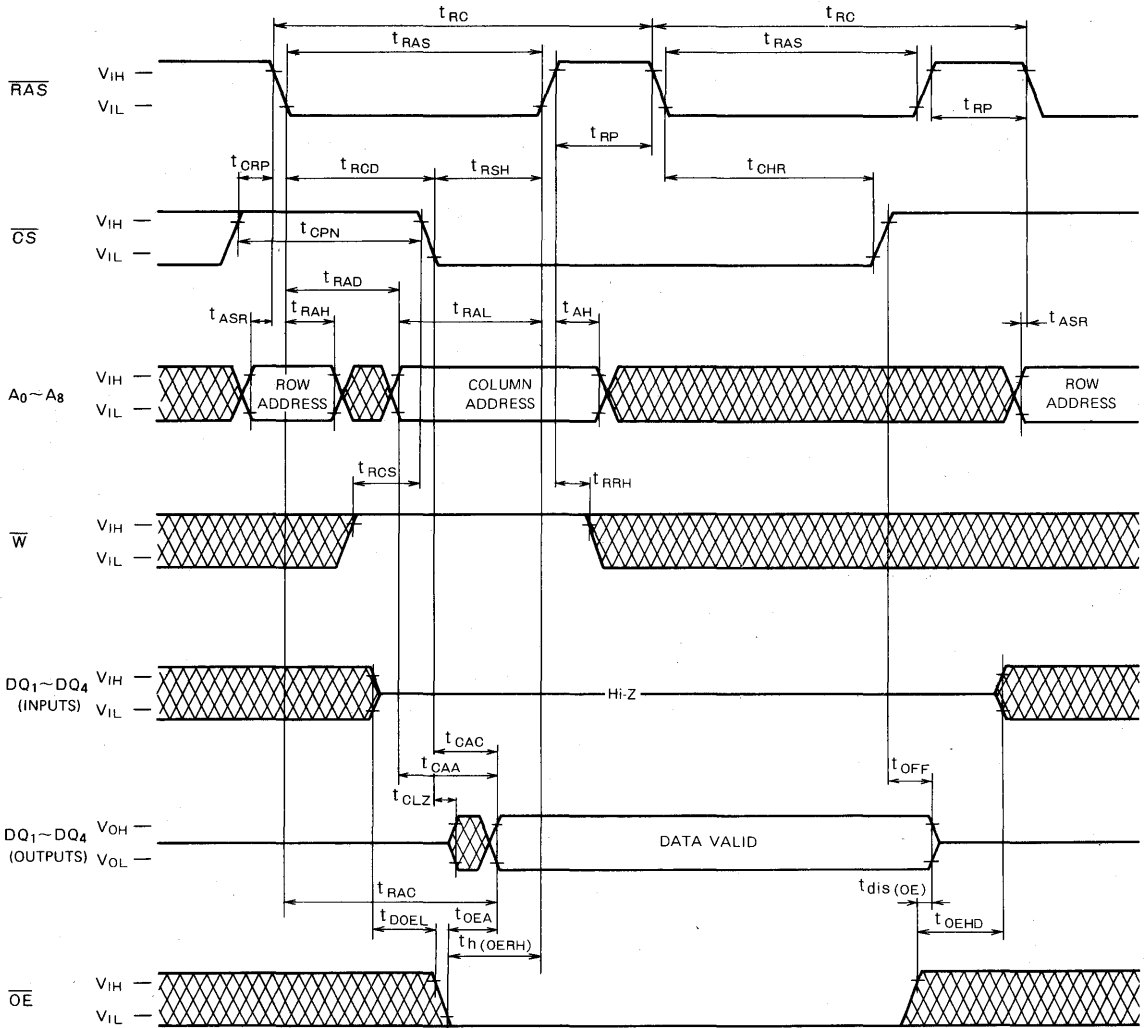 tRC tRC
tRAS tRAS
RAS VIH
VIL
tRP tRP
tCRP tRCD tRSH tCHR
CS VIH
VIL
tCPN
tRAD
tASR tRAH tRAL tAH tASR
A0~A8 VIH
VIL
ROW ADDRESS
COLUMN ADDRESS
ROW ADDRESS
tRCS tRRH
W VIH
VIL
DQ1~DQ4 (INPUTS) VIH
VIL
Hi-Z
tCAC
tCAA tOFF
tCLZ
DQ1~DQ4 (OUTPUTS) VOH
VOL
DATA VALID
tRAC tdis(OE)
tDOEL tOEA tOEHD
th(OERH)
OE VIH
VIL